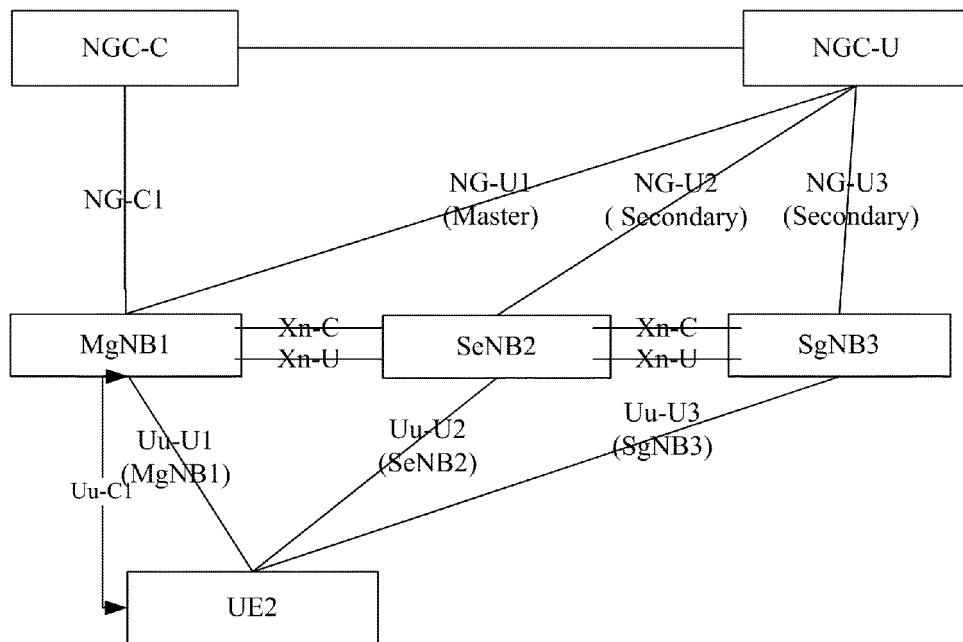 NGC-C
NGC-U
NG-C1
NG-U1
(Master)
NG-U2
( Secondary)
NG-U3
(Secondary)
MgNB1
Xn-C
Xn-U
SeNB2
Xn-C
Xn-U
SgNB3
Uu-C1
Uu-U1
(MgNB1)
Uu-U2
(SeNB2)
Uu-U3
(SgNB3)
UE2